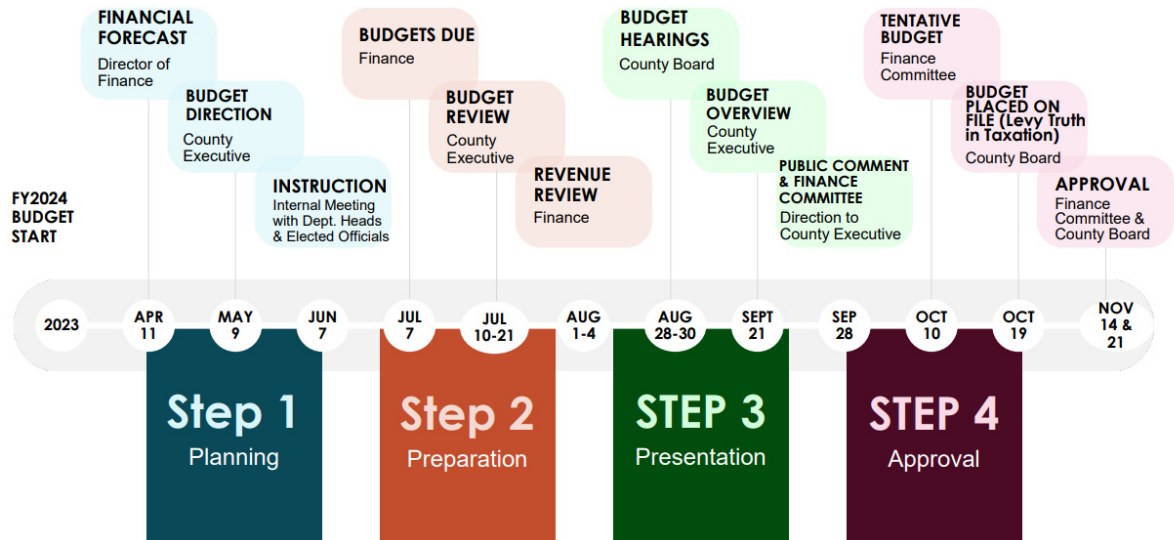 FINANCIAL
FORECAST
Director of
Finance
BUDGET
DIRECTION
County
Executive
INSTRUCTION
Internal Meeting
with Dept. Heads
& Elected Officials
BUDGETS DUE
Finance
BUDGET
REVIEW
County
Executive
REVENUE
REVIEW
Finance
BUDGET
HEARINGS
County Board
BUDGET
OVERVIEW
County
Executive
PUBLIC COMMENT
& FINANCE
COMMITTEE
Direction to
County Executive
TENTATIVE
BUDGET
Finance
Committee
BUDGET
PLACED ON
FILE (Levy Truth
in Taxation)
County Board
APPROVAL
Finance
Committee &
County Board
FY2024
BUDGET
START
2023
APR
11
MAY
9
JUN
7
JUL
7
JUL
10-21
AUG
1-4
AUG
28-30
SEPT
21
SEP
28
OCT
10
OCT
19
NOV
14 &
21
Step 1
Planning
Step 2
Preparation
STEP 3
Presentation
STEP 4
Approval